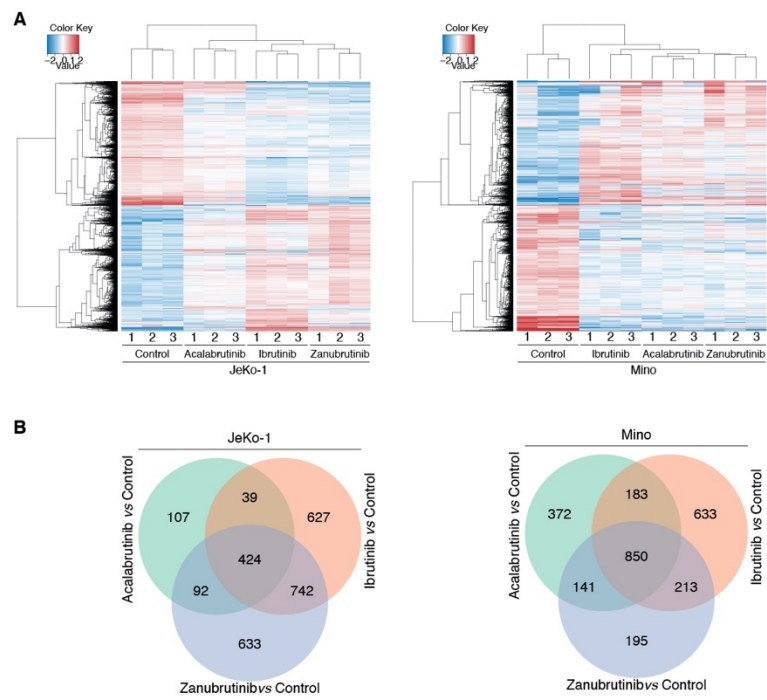 A
Color Key
−2 0 1 2
Value
1 2 3 1 2 3 1 2 3 1 2 3
Control Acalabrutinib Ibrutinib Zanubrutinib
JeKo-1
Color Key
−2 0 1 2
Value
1 2 3 1 2 3 1 2 3 1 2 3
Control Ibrutinib Acalabrutinib Zanubrutinib
Mino
B
JeKo-1
Acalabrutinib vs Control
Ibrutinib vs Control
107
39
627
424
92
742
633
Zanubrutinibvs Control
Mino
Acalabrutinib vs Control
Ibrutinib vs Control
372
183
633
850
141
213
195
Zanubrutinibvs Control